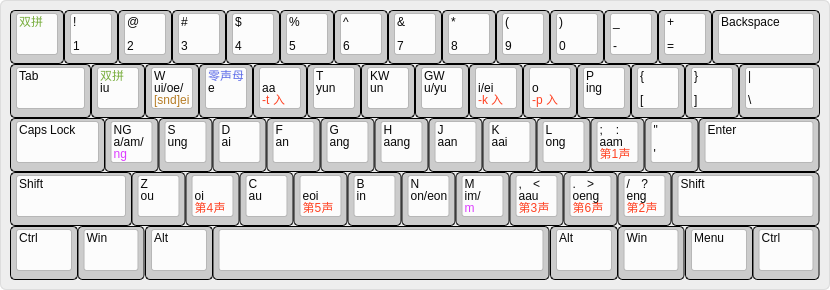 双拼 ! @ # $ % ^ & * ( ) _ + Backspace
1 2 3 4 5 6 7 8 9 0 - =
Tab 双拼 W 零声母 T KW GW P { } |
iu ui/oe/ e aa yun un u/yu i/ei o ing
[snd]ei -t 入 -k 入 -p 入 [ ] \
Caps Lock NG S D F G H J K L ; : " Enter
a/am/ ung ai an ang aang aan aai ong aam
ng 第1声 '
Shift Z C B N M , < . > / ? Shift
ou oi au eoi in on/eon im/ aau oeng eng
第4声 第5声 m 第3声 第6声 第2声
Ctrl Win Alt Alt Win Menu Ctrl